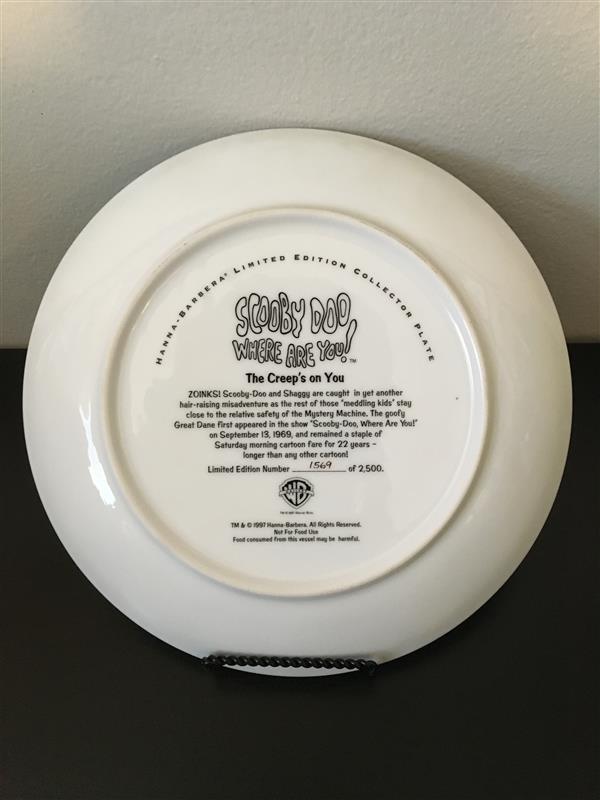 HANNA-BARBERA® LIMITED EDITION COLLECTOR PLATE
SCOOBY DOO
WHERE ARE YOU! ™
The Creep's on You
ZOINKS! Scooby-Doo and Shaggy are caught in yet another
hair-raising misadventure as the rest of those "meddling kids" stay
close to the relative safety of the Mystery Machine. The goofy
Great Dane first appeared in the show "Scooby-Doo, Where Are You!"
on September 13, 1969, and remained a staple of
Saturday morning cartoon fare for 22 years –
longer than any other cartoon!
Limited Edition Number 1569 of 2,500.
WB
TM & © 1997 Hanna-Barbera. All Rights Reserved.
Not For Food Use
Food consumed from this vessel may be harmful.